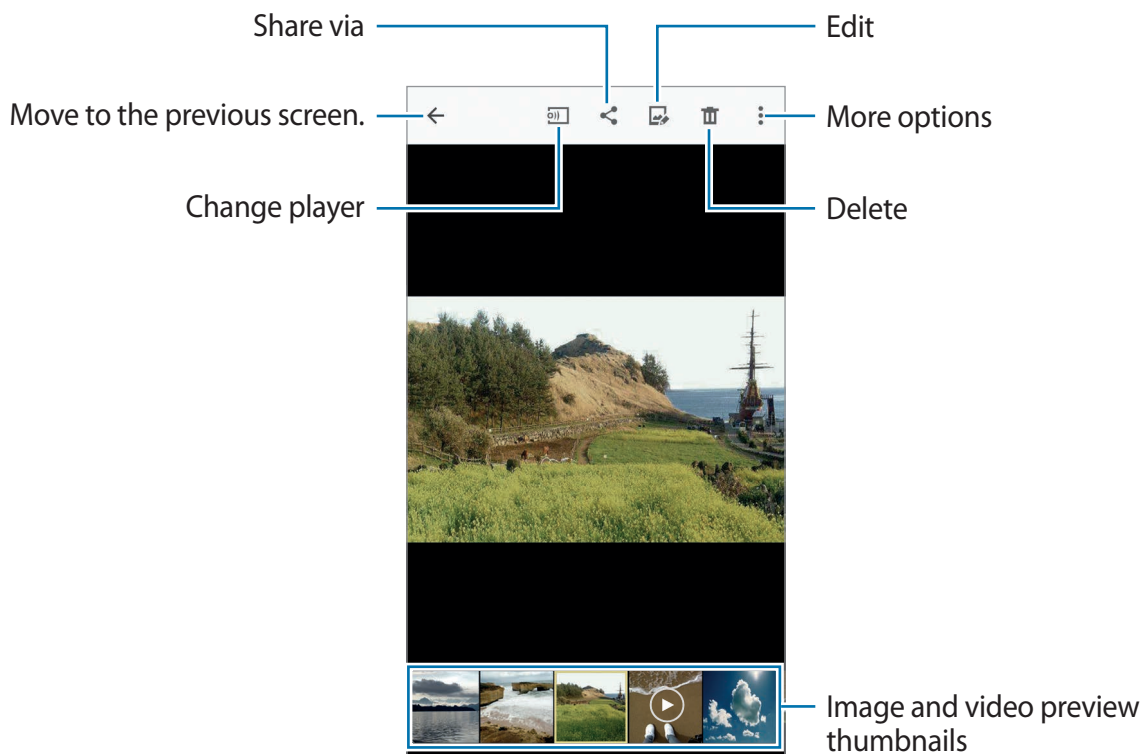 Share via
Edit
Move to the previous screen.
More options
Change player
Delete
Image and video preview
thumbnails